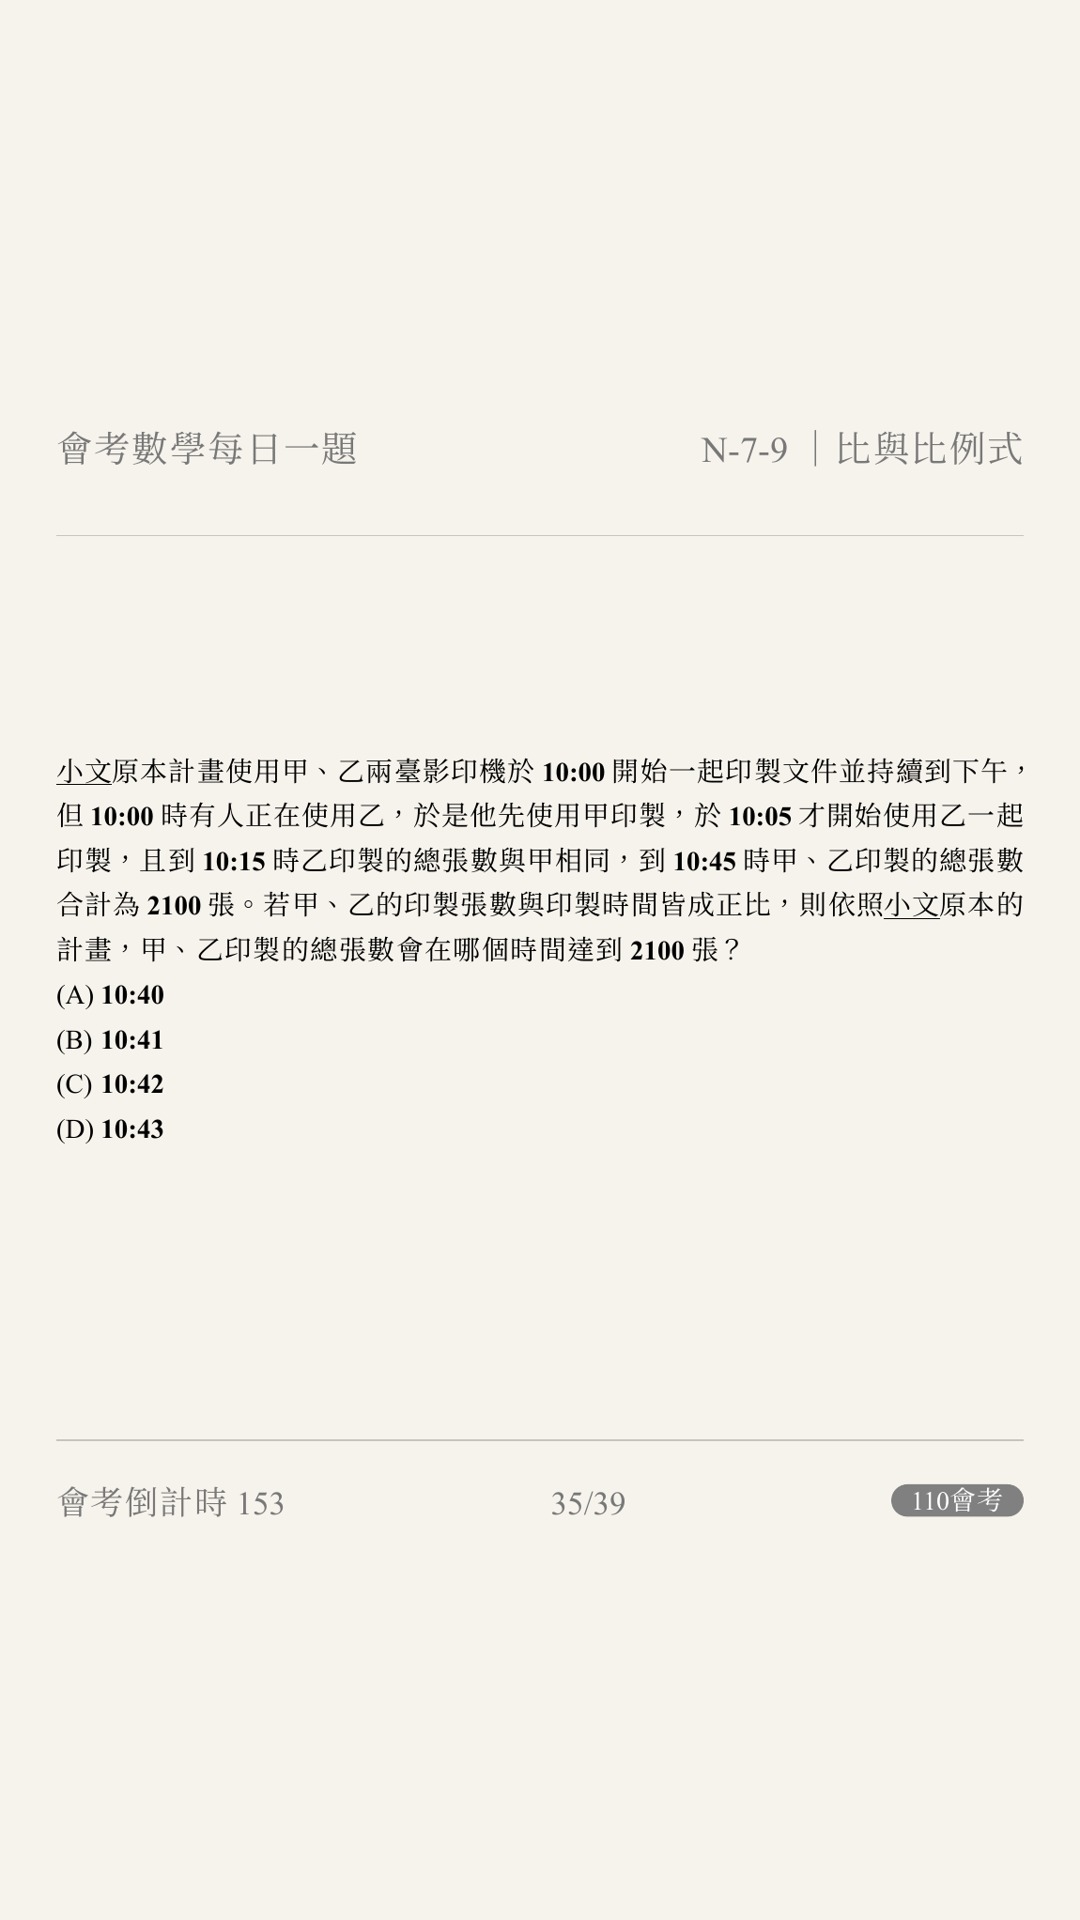 會考數學每日一題
N-7-9｜比與比例式
小文原本計畫使用甲、乙兩臺影印機於 10:00 開始一起印製文件並持續到下午，
但 10:00 時有人正在使用乙，於是他先使用甲印製，於 10:05 才開始使用乙一起
印製，且到 10:15 時乙印製的總張數與甲相同，到 10:45 時甲、乙印製的總張數
合計為 2100 張。若甲、乙的印製張數與印製時間皆成正比，則依照小文原本的
計畫，甲、乙印製的總張數會在哪個時間達到 2100 張？
(A) 10:40
(B) 10:41
(C) 10:42
(D) 10:43
會考倒計時 153
35/39
110會考